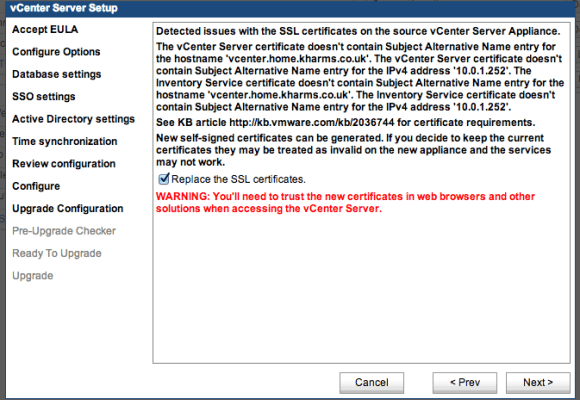 vCenter Server Setup
Accept EULA
Configure Options
Database settings
SSO settings
Active Directory settings
Time synchronization
Review configuration
Configure
Upgrade Configuration
Pre-Upgrade Checker
Ready To Upgrade
Upgrade
Detected issues with the SSL certificates on the source vCenter Server Appliance.
The vCenter Server certificate doesn't contain Subject Alternative Name entry for
the hostname 'vcenter.home.kharms.co.uk'. The vCenter Server certificate doesn't
contain Subject Alternative Name entry for the IPv4 address '10.0.1.252'. The
Inventory Service certificate doesn't contain Subject Alternative Name entry for the
hostname 'vcenter.home.kharms.co.uk'. The Inventory Service certificate doesn't
contain Subject Alternative Name entry for the IPv4 address '10.0.1.252'.
See KB article http://kb.vmware.com/kb/2036744 for certificate requirements.
New self-signed certificates can be generated. If you decide to keep the current
certificates they may be treated as invalid on the new appliance and the services
may not work.
Replace the SSL certificates.
WARNING: You'll need to trust the new certificates in web browsers and other
solutions when accessing the vCenter Server.
Cancel
< Prev
Next >